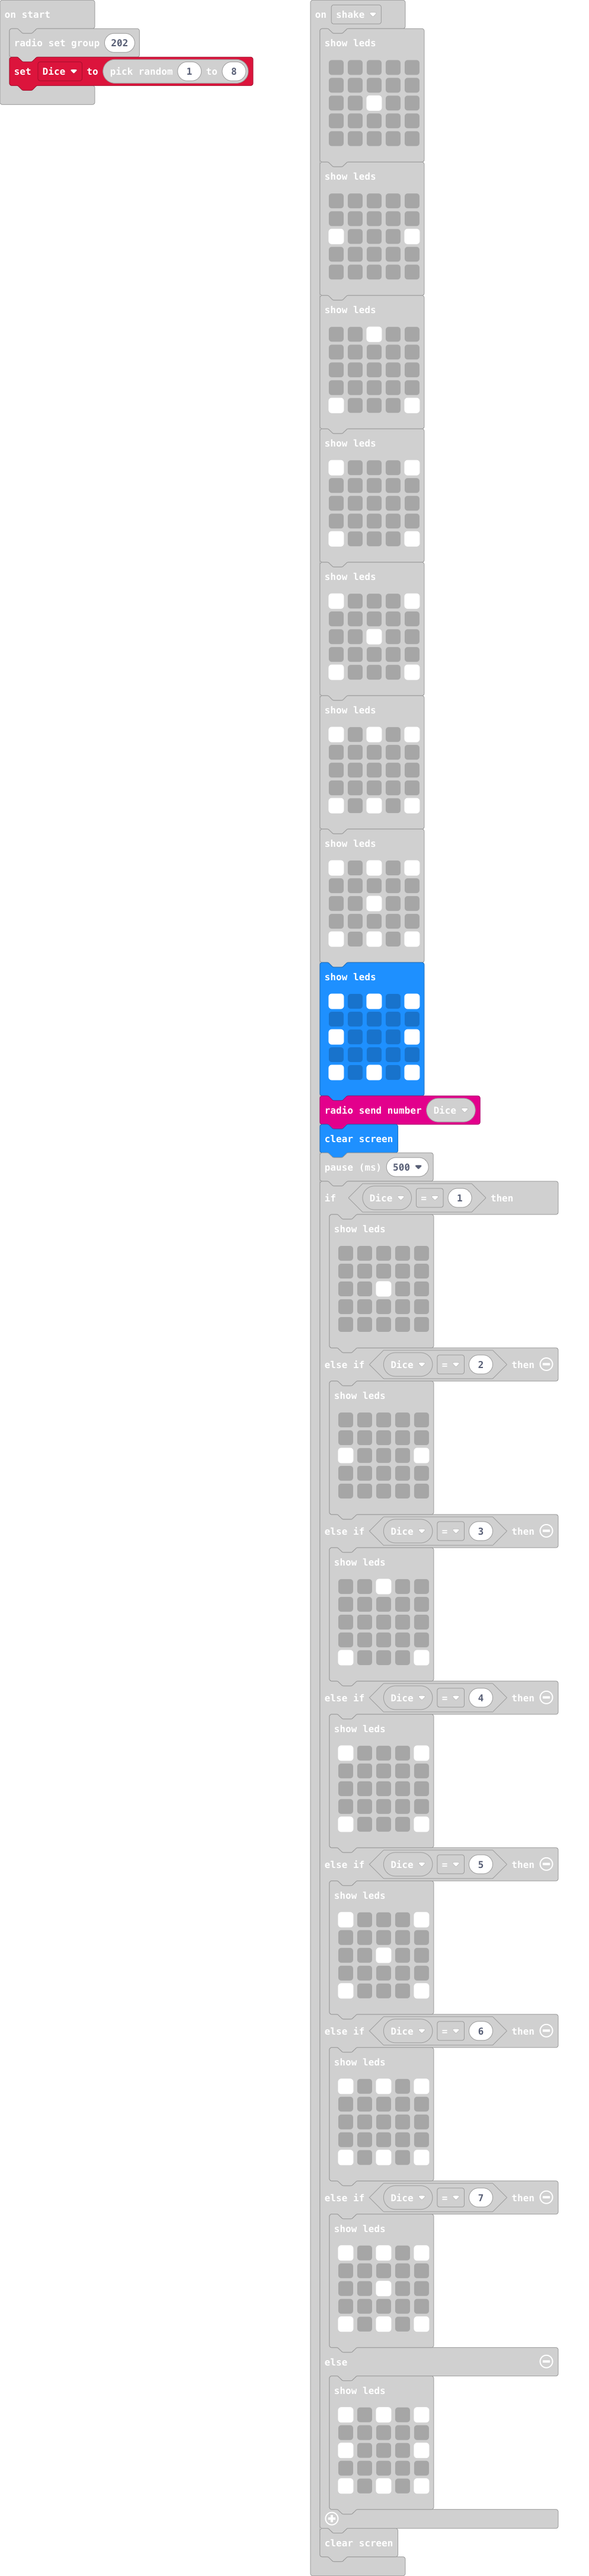 on start
radio set group 202
set Dice to pick random 1 to 8
on shake
show leds
show leds
show leds
show leds
show leds
show leds
show leds
show leds
radio send number Dice
clear screen
pause (ms) 500
if Dice = 1 then
show leds
else if Dice = 2 then
show leds
else if Dice = 3 then
show leds
else if Dice = 4 then
show leds
else if Dice = 5 then
show leds
else if Dice = 6 then
show leds
else if Dice = 7 then
show leds
else
show leds
clear screen